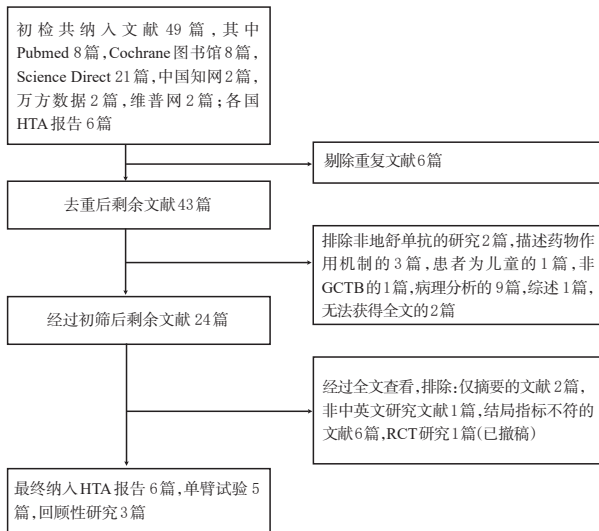 初检共纳入文献 49 篇，其中
Pubmed 8篇，Cochrane图书馆8篇，
Science Direct 21篇，中国知网2篇，
万方数据2篇，维普网2篇；各国
HTA报告 6篇
剔除重复文献6篇
去重后剩余文献43篇
排除非地舒单抗的研究2篇，描述药物作
用机制的3篇，患者为儿童的1篇，非
GCTB的1篇，病理分析的9篇，综述1篇，
无法获得全文的2篇
经过初筛后剩余文献 24篇
经过全文查看，排除：仅摘要的文献2篇，
非中英文研究文献1篇，结局指标不符的
文献6篇，RCT研究1篇(已撤稿)
最终纳入HTA报告 6篇，单臂试验 5
篇，回顾性研究3篇